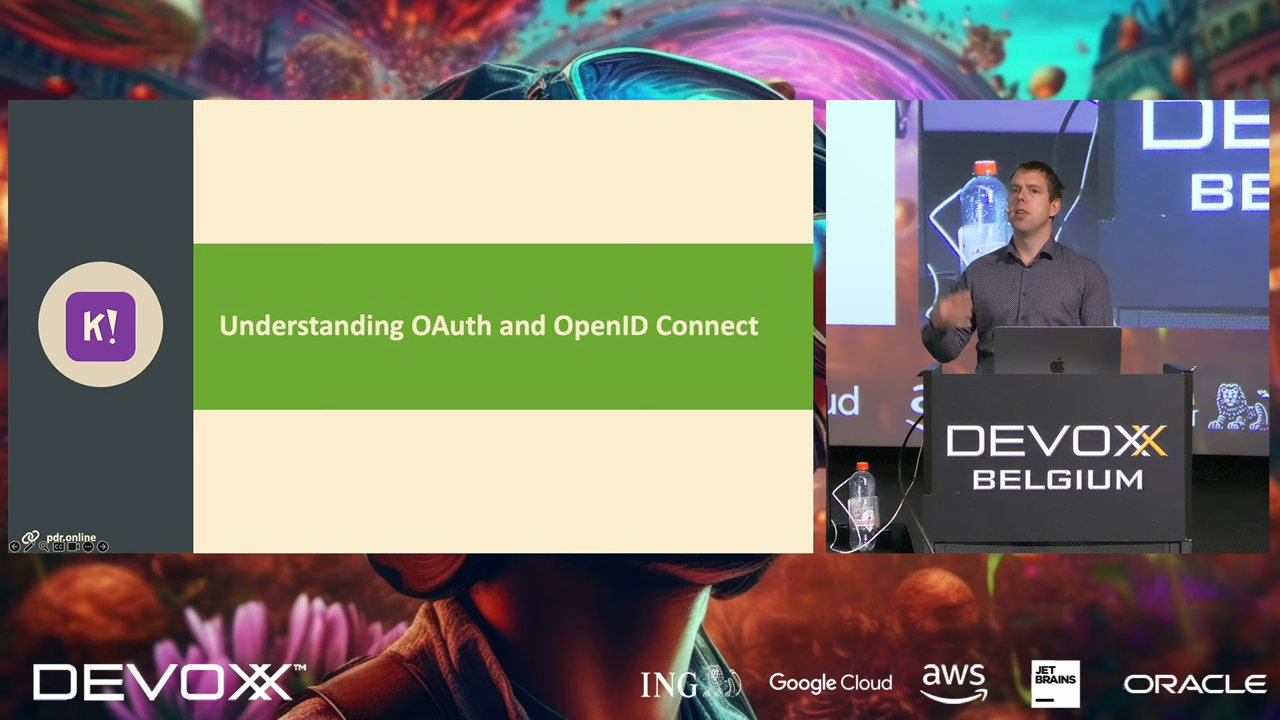 K!
Understanding OAuth and OpenID Connect
pdr.online
DE
BE
ud
DEVOXX
BELGIUM
DEVOXX™
ING
Google Cloud
aws
JET
BRAINS
ORACLE